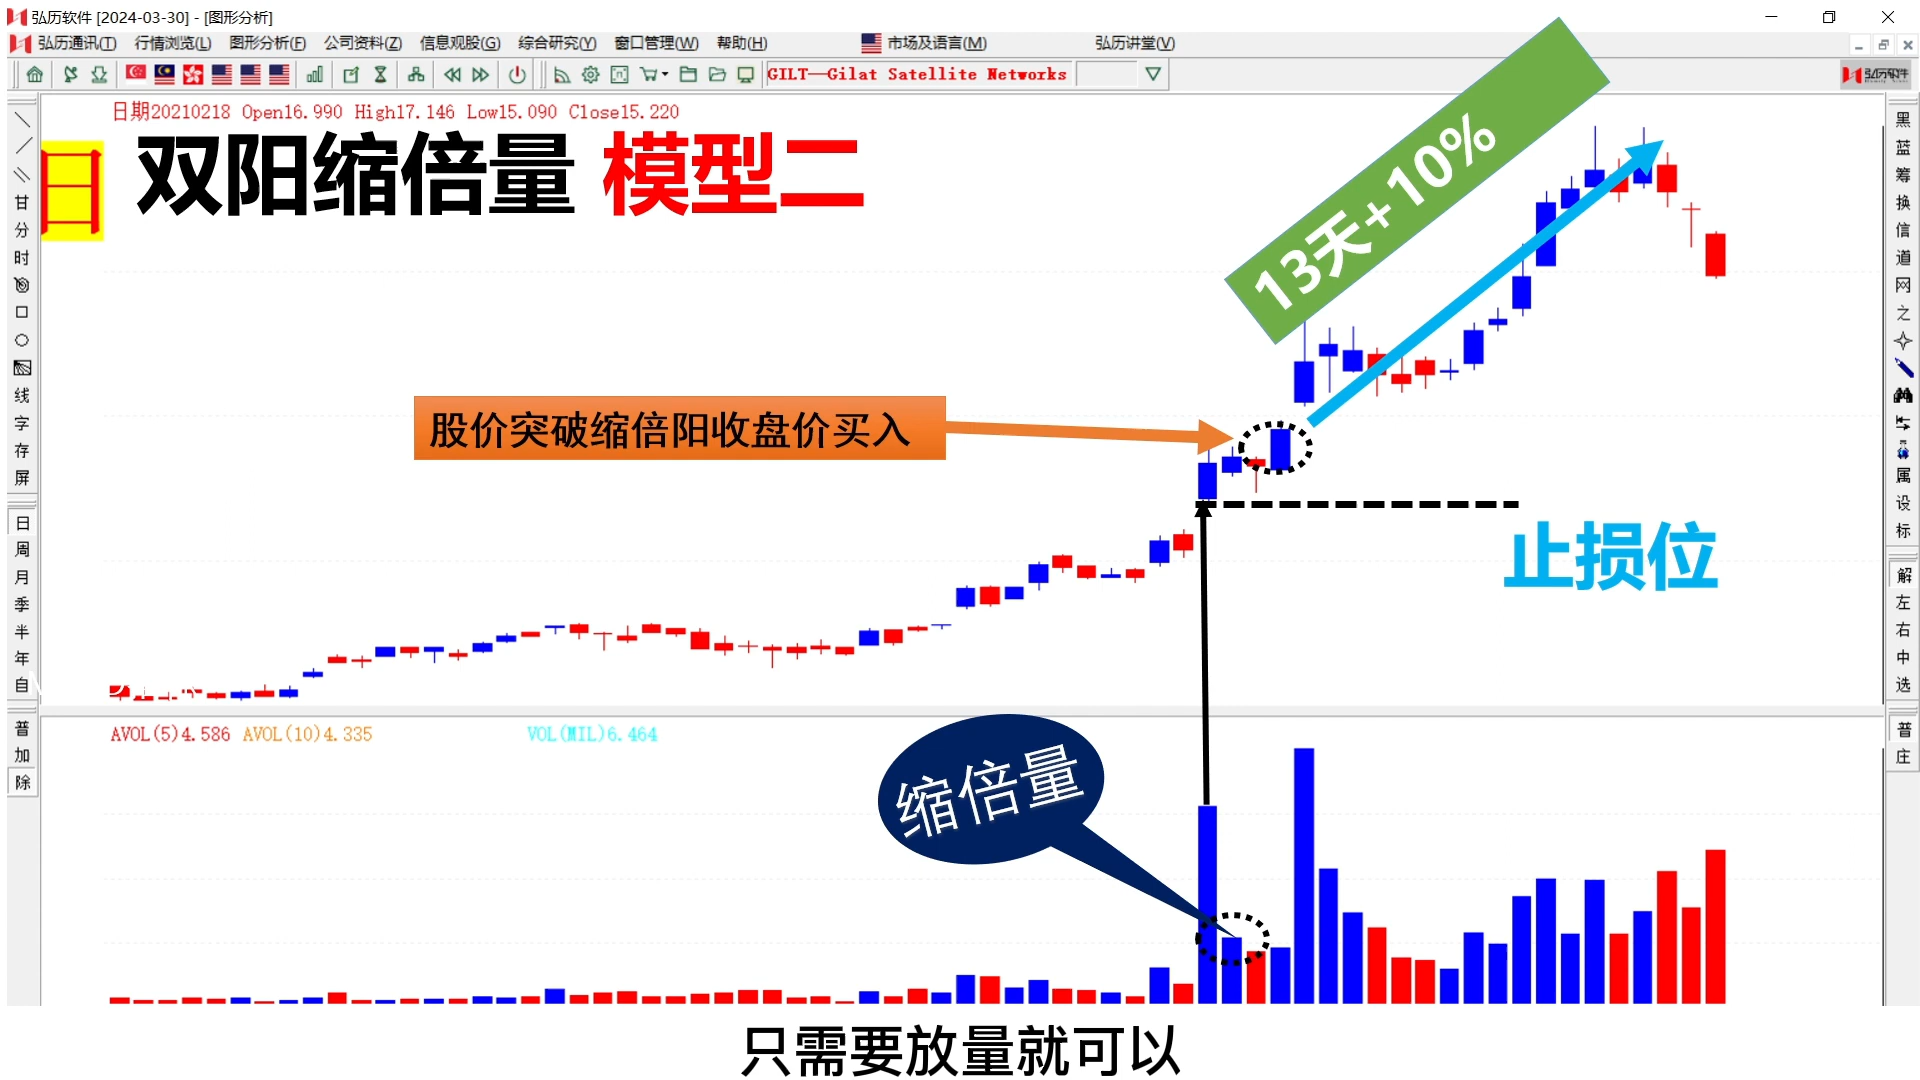 弘历软件 [2024-03-30] - [图形分析]
弘历通讯(T) 行情浏览(L) 图形分析(F) 公司资料(Z) 信息观股(G) 综合研究(Y) 窗口管理(W) 帮助(H) 市场及语言(M) 弘历讲堂(V)
GILT—Gilat Satellite Networks
弘历软件
日期20210218 Open16.990 High17.146 Low15.090 Close15.220
日
双阳缩倍量 模型二
13天+10%
股价突破缩倍阳收盘价买入
止损位
AVOL(5)4.586 AVOL(10)4.335 VOL(MIL)6.464
缩倍量
甘
分
时
线
字
存
屏
日
周
月
季
半
年
自
普
加
除
黑
蓝
筹
换
信
道
网
之
属
设
标
解
左
右
中
选
普
庄
只需要放量就可以